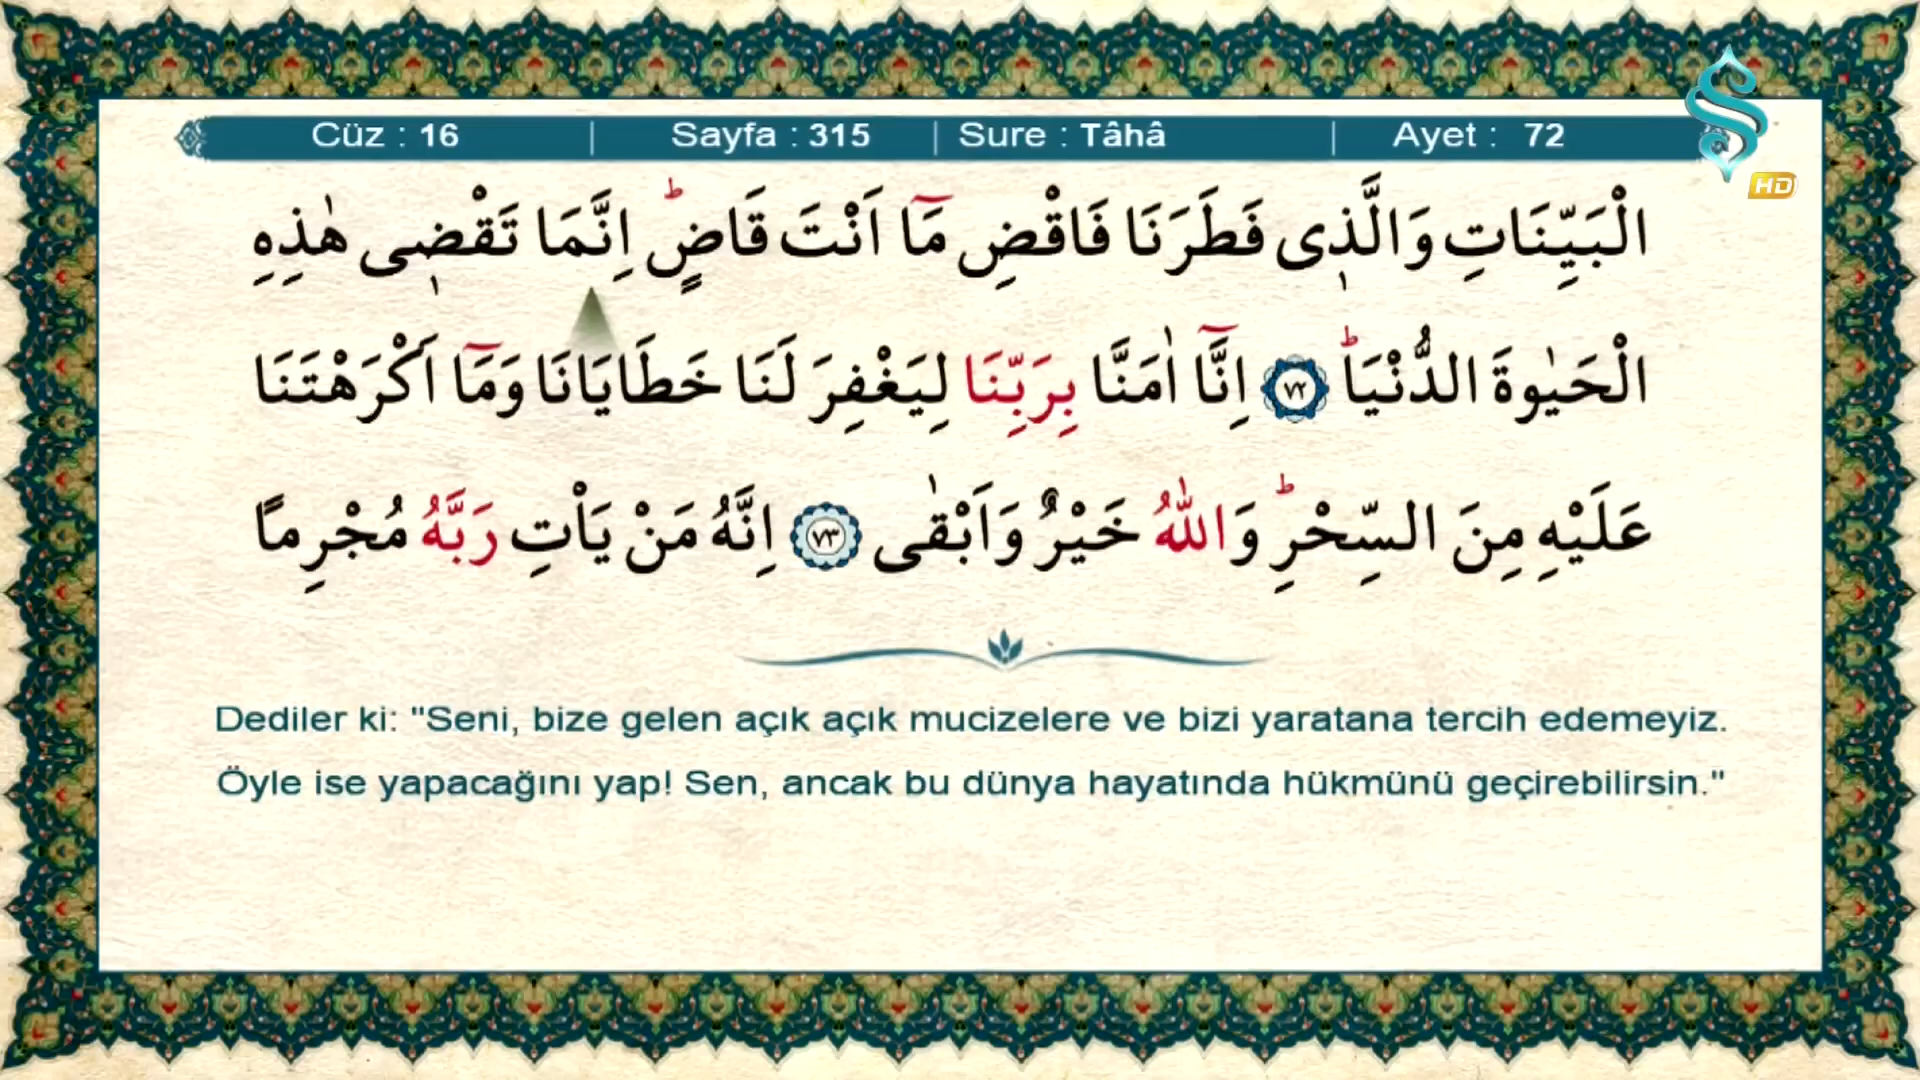 Cüz : 16 | Sayfa : 315 | Sure : Tâhâ | Ayet : 72
HD
الْبَيِّنَاتِ وَالَّذ۪ي فَطَرَنَا فَاقْضِ مَٓا اَنْتَ قَاضٍۜ اِنَّمَا تَقْض۪ي هٰذِهِ
الْحَيٰوةَ الدُّنْيَاۜ ﴿٧٢﴾ اِنَّٓا اٰمَنَّا بِرَبِّنَا لِيَغْفِرَ لَنَا خَطَايَانَا وَمَٓا اَكْرَهْتَنَا
عَلَيْهِ مِنَ السِّحْرِۜ وَاللّٰهُ خَيْرٌ وَاَبْقٰى ﴿٧٣﴾ اِنَّهُ مَنْ يَاْتِ رَبَّهُ مُجْرِمًا
Dediler ki: "Seni, bize gelen açık açık mucizelere ve bizi yaratana tercih edemeyiz.
Öyle ise yapacağını yap! Sen, ancak bu dünya hayatında hükmünü geçirebilirsin."